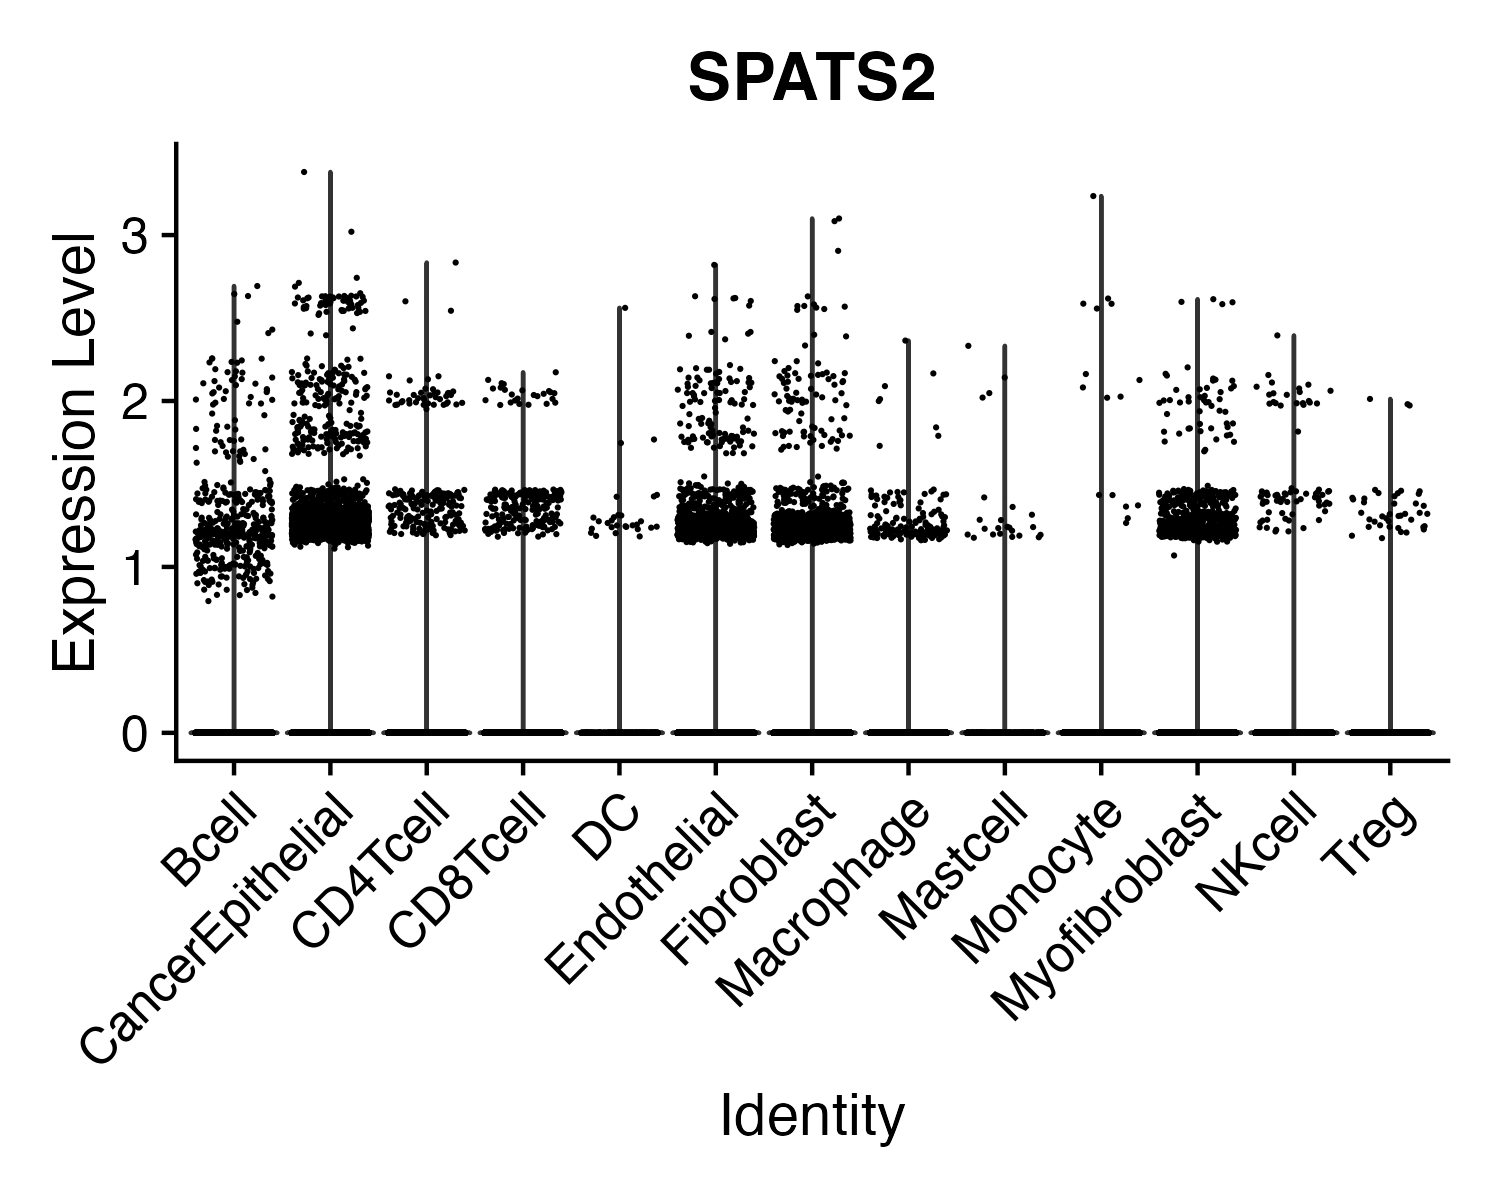 SPATS2
Expression Level
3
2
1
0
Bcell
CancerEpithelial
CD4Tcell
CD8Tcell
DC
Endothelial
Fibroblast
Macrophage
Mastcell
Monocyte
Myofibroblast
NKcell
Treg
Identity